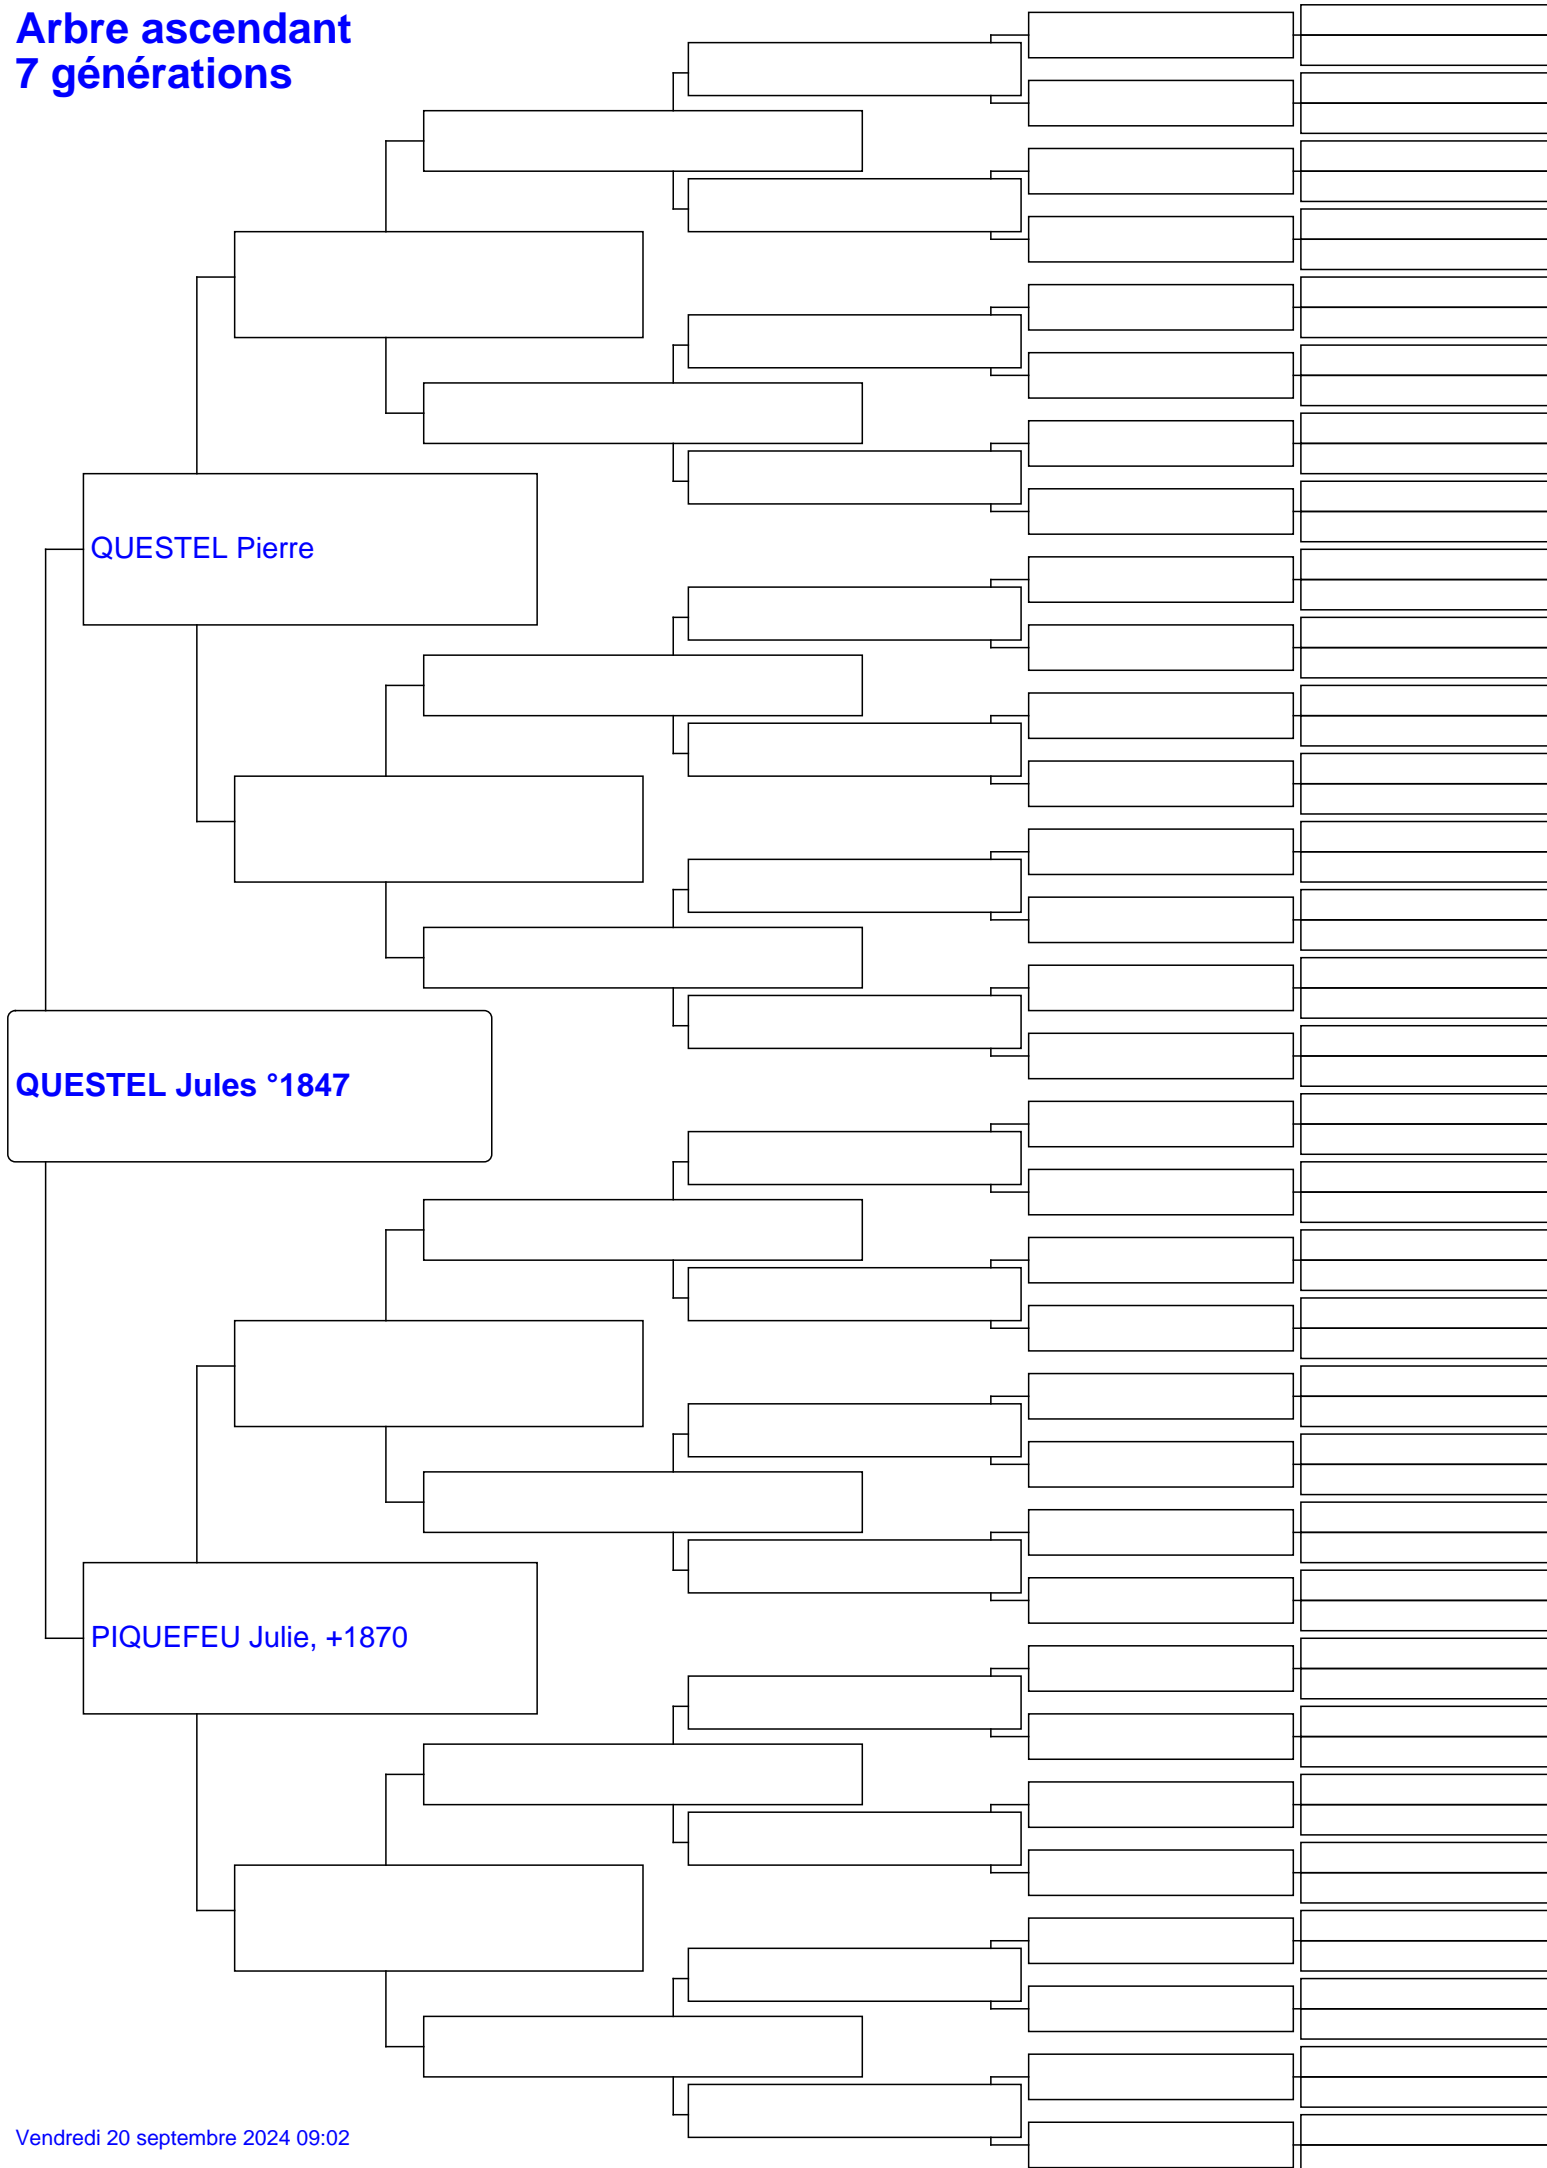 Arbre ascendant
7 générations
QUESTEL Pierre
QUESTEL Jules °1847
PIQUEFEU Julie, +1870
Vendredi 20 septembre 2024 09:02